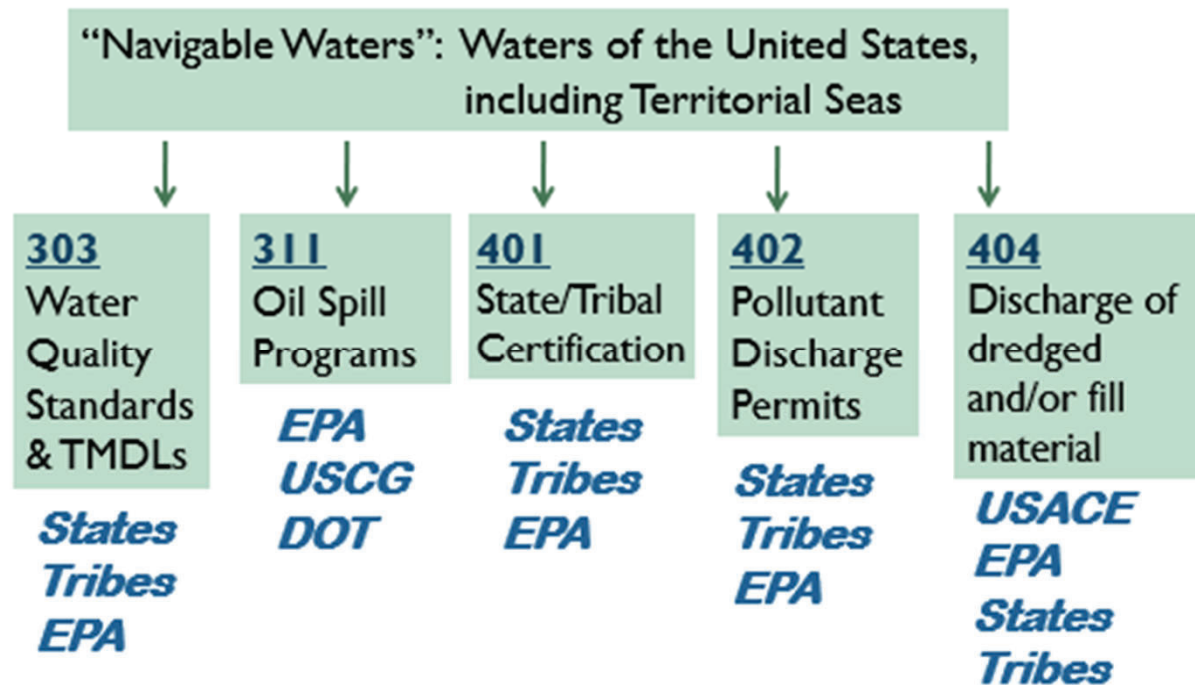 “Navigable Waters”: Waters of the United States,
including Territorial Seas
303
Water
Quality
Standards
& TMDLs
States
Tribes
EPA
311
Oil Spill
Programs
EPA
USCG
DOT
401
State/Tribal
Certification
States
Tribes
EPA
402
Pollutant
Discharge
Permits
States
Tribes
EPA
404
Discharge of
dredged
and/or fill
material
USACE
EPA
States
Tribes